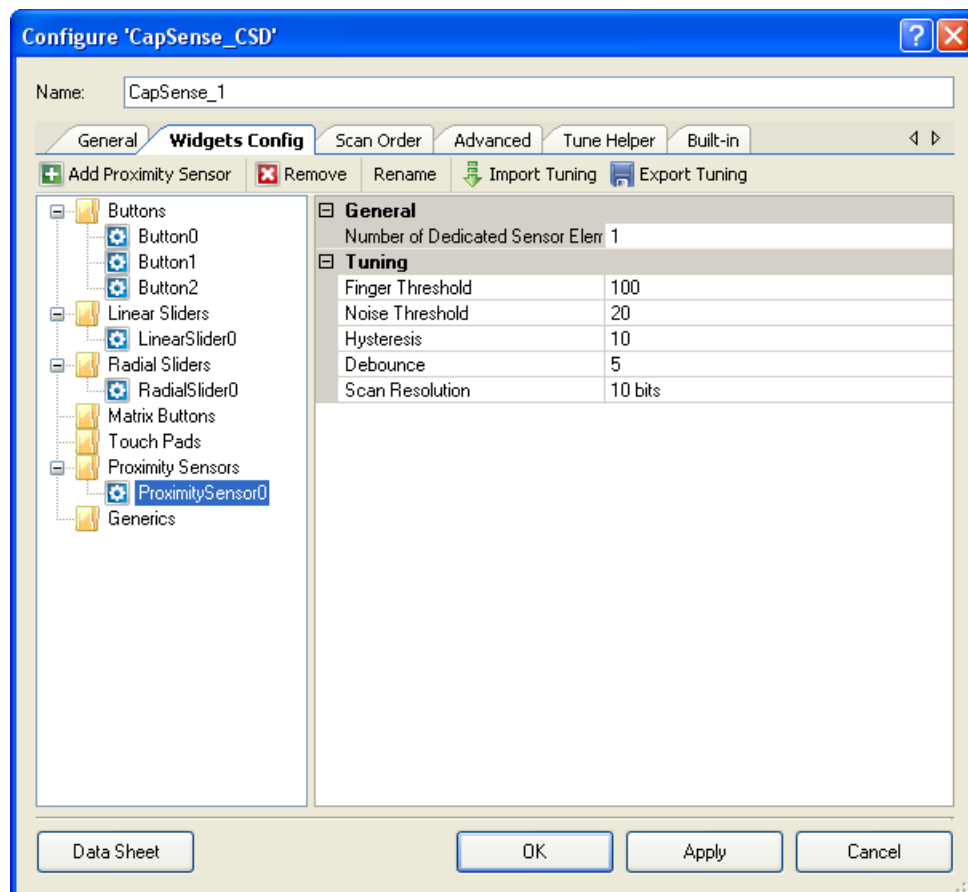 Configure 'CapSense_CSD'
Name: CapSense_1
General Widgets Config Scan Order Advanced Tune Helper Built-in
Add Proximity Sensor Remove Rename Import Tuning Export Tuning
Buttons
Button0
Button1
Button2
Linear Sliders
LinearSlider0
Radial Sliders
RadialSlider0
Matrix Buttons
Touch Pads
Proximity Sensors
ProximitySensor0
Generics
General
Number of Dedicated Sensor Elem 1
Tuning
Finger Threshold 100
Noise Threshold 20
Hysteresis 10
Debounce 5
Scan Resolution 10 bits
Data Sheet OK Apply Cancel